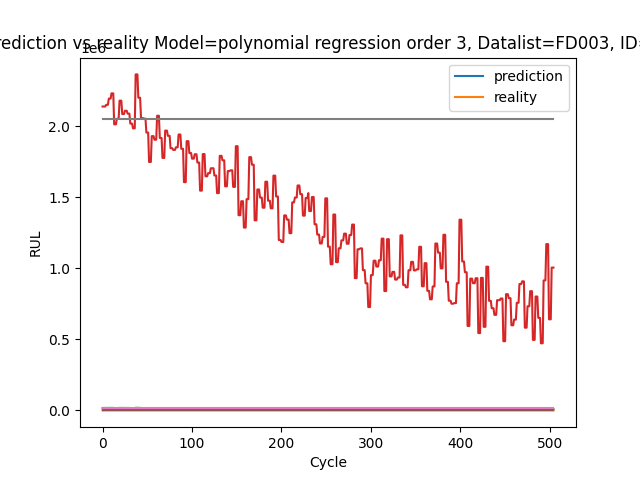 rediction vs reality Model=polynomial regression order 3, Datalist=FD003, ID=
1e6
prediction
reality
2.0
1.5
1.0
0.5
0.0
RUL
0 100 200 300 400 500
Cycle